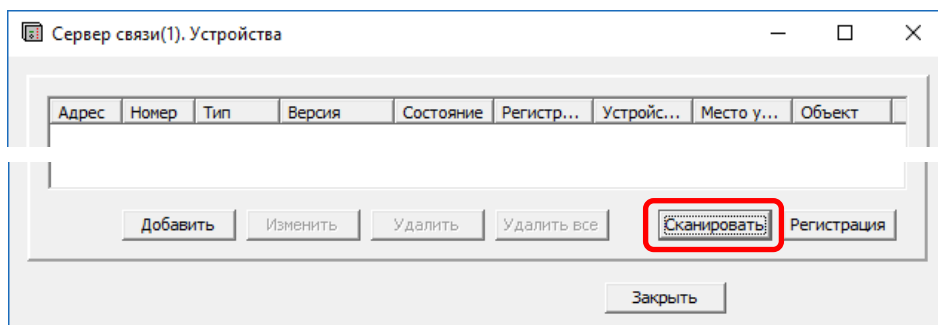 Сервер связи(1). Устройства
Адрес Номер Тип Версия Состояние Регистр... Устройс... Место у... Объект
Добавить Изменить Удалить Удалить все Сканировать Регистрация
Закрыть